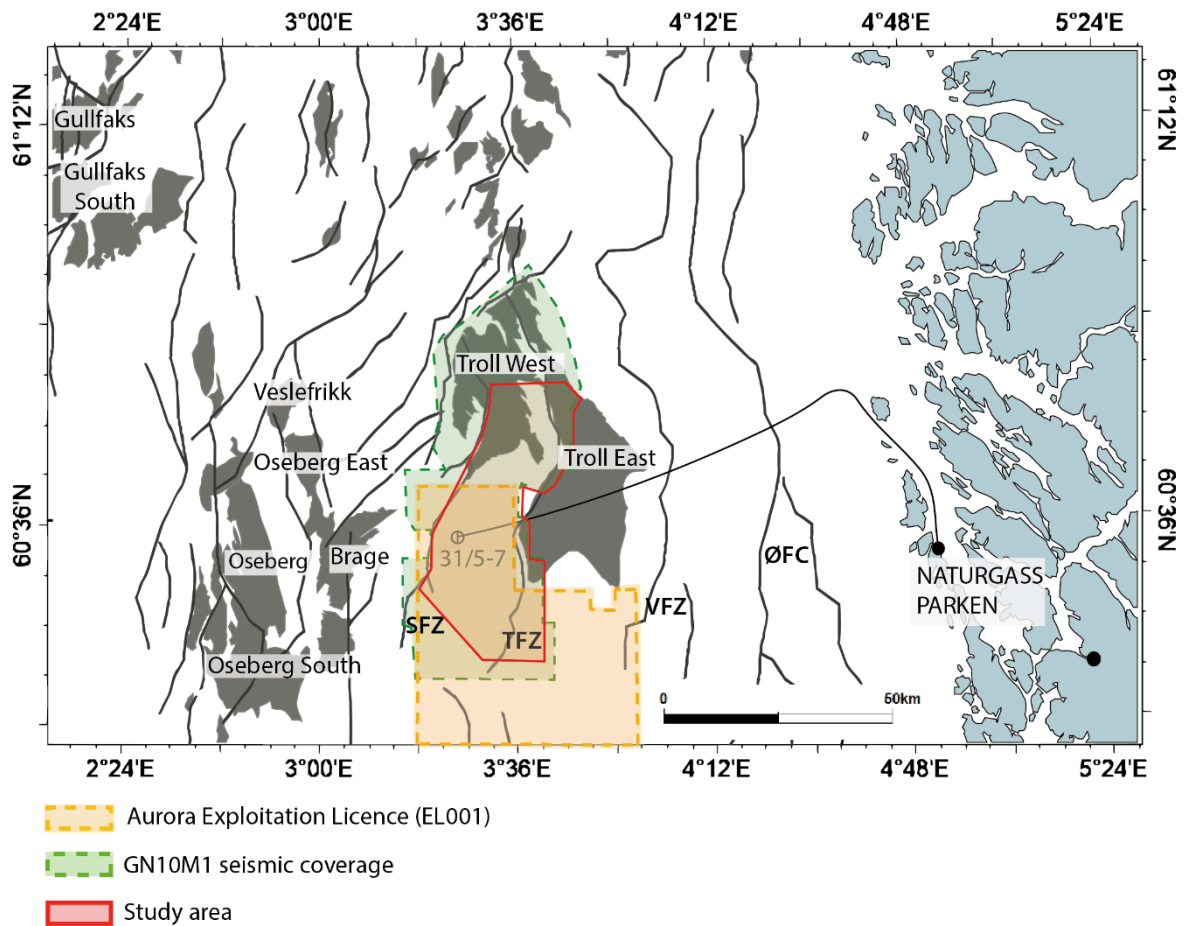 2°24'E 3°00'E 3°36'E 4°12'E 4°48'E 5°24'E
61°12'N
61°12'N
Gullfaks
Gullfaks
South
Troll West
Veslefrikk
Oseberg East
Troll East
60°36'N
60°36'N
31/5-7
Oseberg
Brage
ØFC
NATURGASS
PARKEN
VFZ
SFZ
TFZ
Oseberg South
0 50km
2°24'E 3°00'E 3°36'E 4°12'E 4°48'E 5°24'E
Aurora Exploitation Licence (EL001)
GN10M1 seismic coverage
Study area